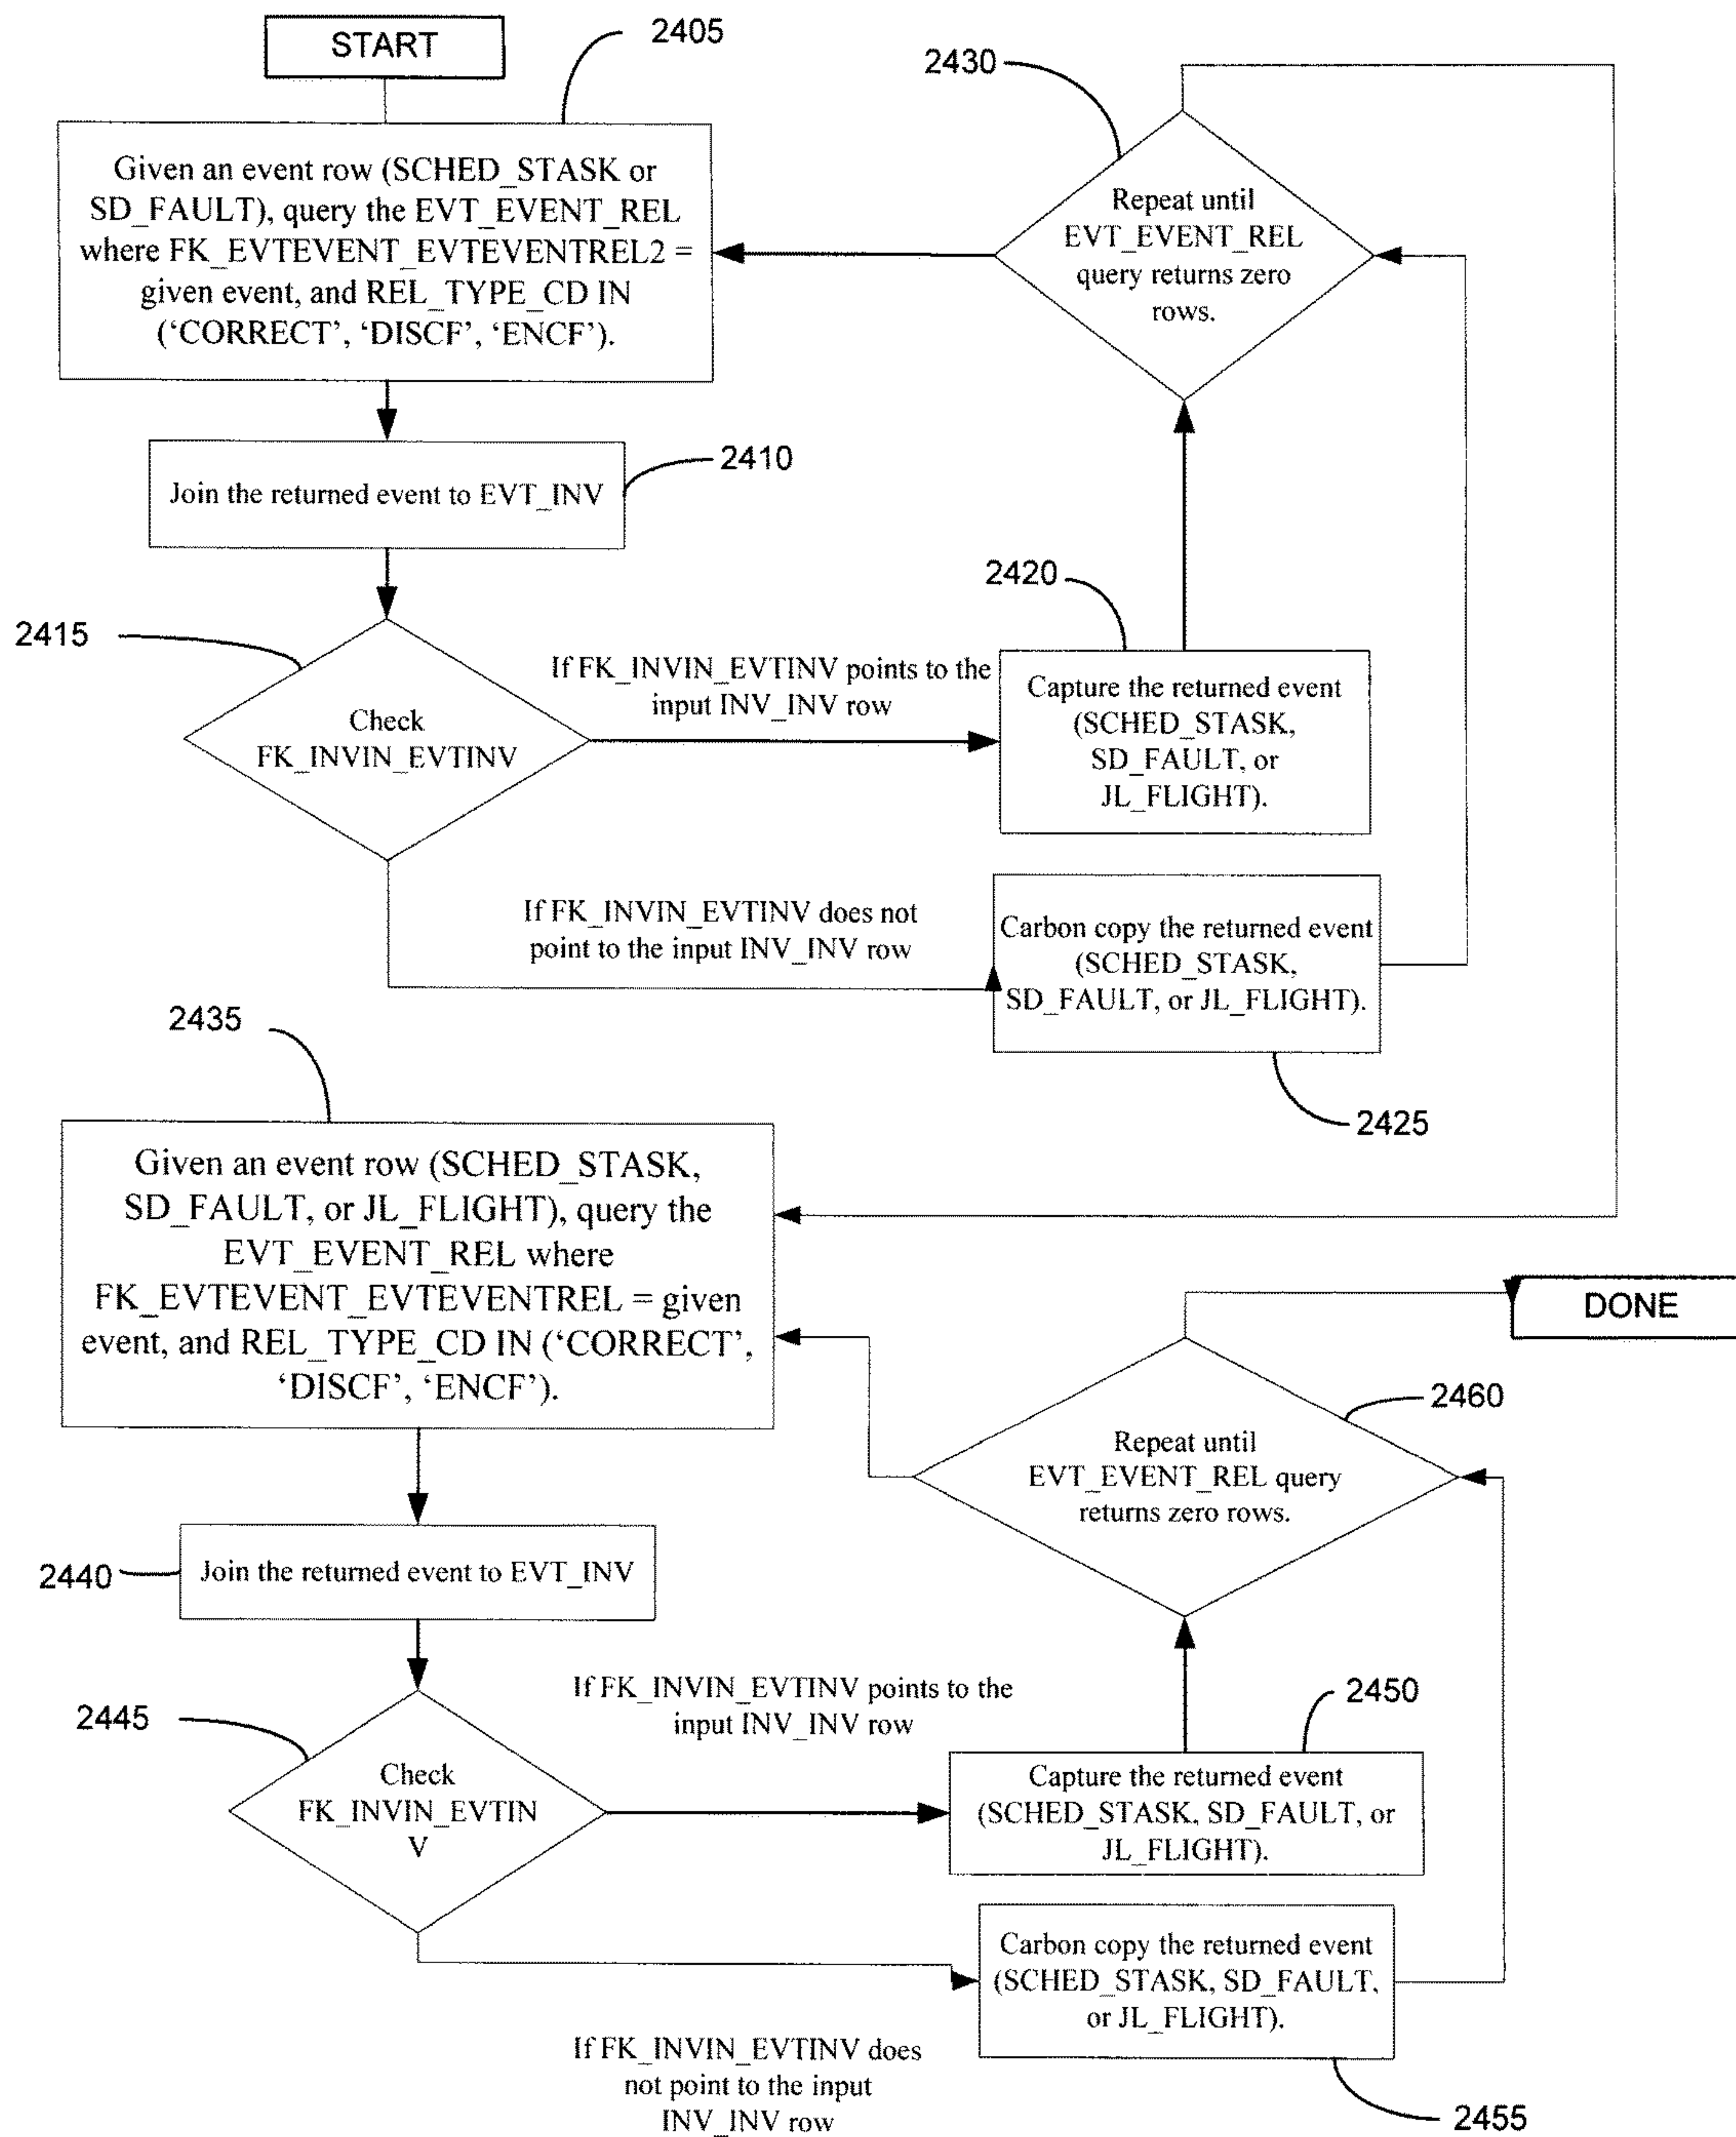 START
2405
Given an event row (SCHED_STASK or
SD_FAULT), query the EVT_EVENT_REL
where FK_EVTEVENT_EVTEVENTREL2 =
given event, and REL_TYPE_CD IN
(‘CORRECT’, ‘DISCF’, ‘ENCF’).
2430
Repeat until
EVT_EVENT_REL
query returns zero
rows.
Join the returned event to EVT_INV
2410
2415
Check
FK_INVIN_EVTINV
If FK_INVIN_EVTINV points to the
input INV_INV row
2420
Capture the returned event
(SCHED_STASK,
SD_FAULT, or
JL_FLIGHT).
If FK_INVIN_EVTINV does not
point to the input INV_INV row
Carbon copy the returned event
(SCHED_STASK,
SD_FAULT, or JL_FLIGHT).
2425
2435
Given an event row (SCHED_STASK,
SD_FAULT, or JL_FLIGHT), query the
EVT_EVENT_REL where
FK_EVTEVENT_EVTEVENTREL = given
event, and REL_TYPE_CD IN (‘CORRECT’,
‘DISCF’, ‘ENCF’).
DONE
2460
Repeat until
EVT_EVENT_REL query
returns zero rows.
2440
Join the returned event to EVT_INV
2445
Check
FK_INVIN_EVTIN
V
If FK_INVIN_EVTINV points to the
input INV_INV row
2450
Capture the returned event
(SCHED_STASK, SD_FAULT, or
JL_FLIGHT).
Carbon copy the returned event
(SCHED_STASK, SD_FAULT,
or JL_FLIGHT).
If FK_INVIN_EVTINV does
not point to the input
INV_INV row
2455